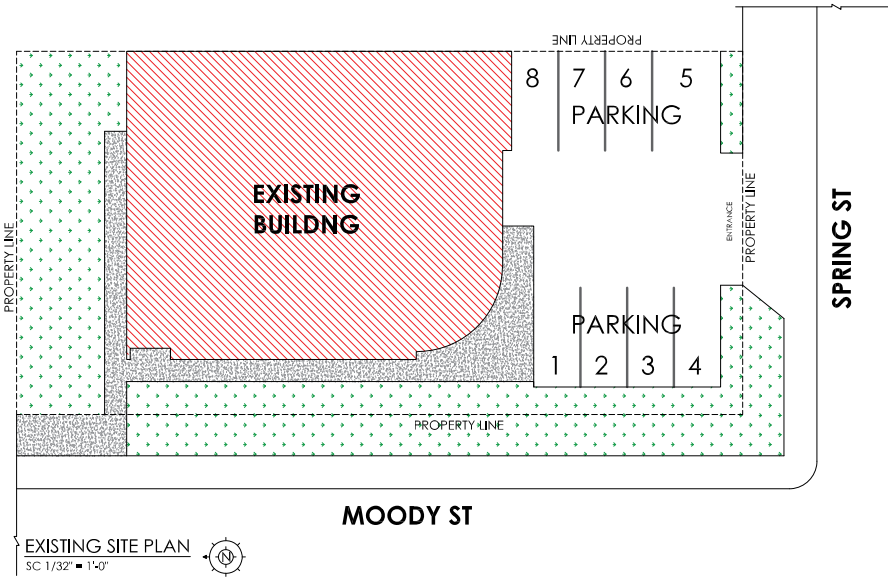 PROPERTY LINE
8 7 6 5
PARKING
EXISTING
BUILDNG
PROPERTY LINE
ENTRANCE
PROPERTY LINE
SPRING ST
PARKING
1 2 3 4
PROPERTY LINE
MOODY ST
EXISTING SITE PLAN
SC 1/32" = 1'-0"
N